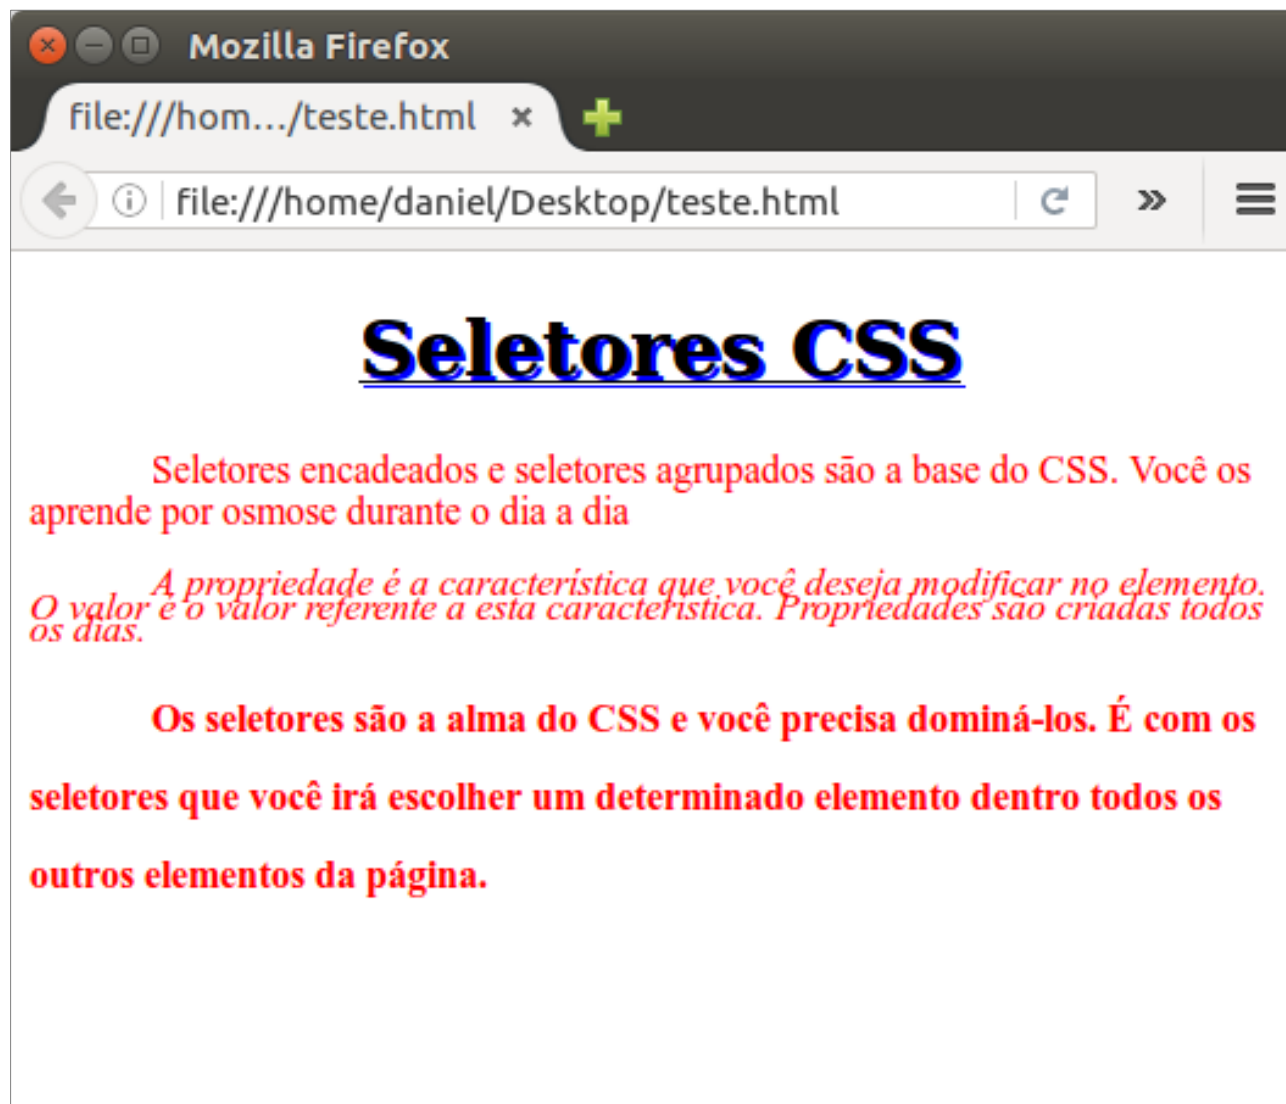 Mozilla Firefox
file:///hom.../teste.html
file:///home/daniel/Desktop/teste.html
Seletores CSS
Seletores encadeados e seletores agrupados são a base do CSS. Você os
aprende por osmose durante o dia a dia
A propriedade é a característica que você deseja modificar no elemento.
O valor é o valor referente a esta característica. Propriedades são criadas todos
os dias.
Os seletores são a alma do CSS e você precisa dominá-los. É com os
seletores que você irá escolher um determinado elemento dentro todos os
outros elementos da página.